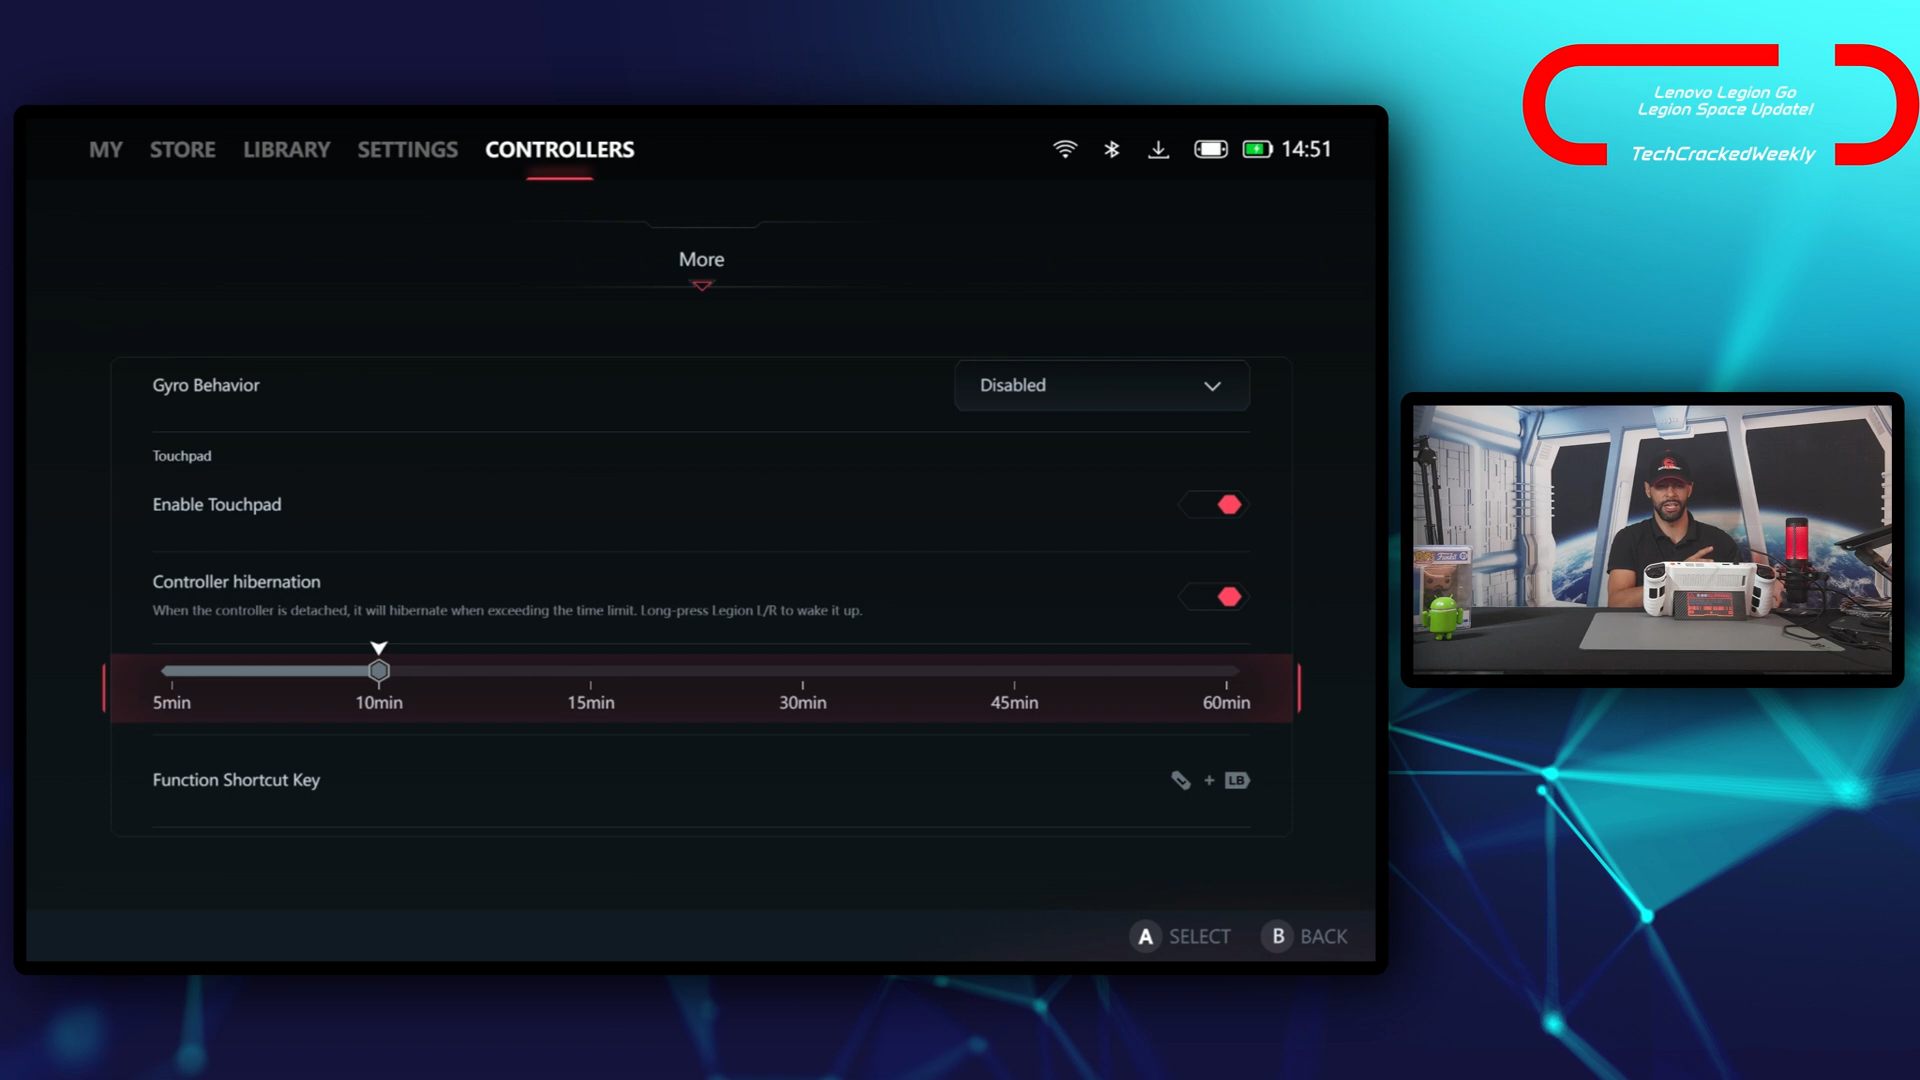 Lenovo Legion Go
Legion Space Update!
TechCrackedWeekly
MY STORE LIBRARY SETTINGS CONTROLLERS 14:51
More
Gyro Behavior Disabled
Touchpad
Enable Touchpad
Controller hibernation
When the controller is detached, it will hibernate when exceeding the time limit. Long-press Legion L/R to wake it up.
5min 10min 15min 30min 45min 60min
Function Shortcut Key + LB
A SELECT B BACK
Funko